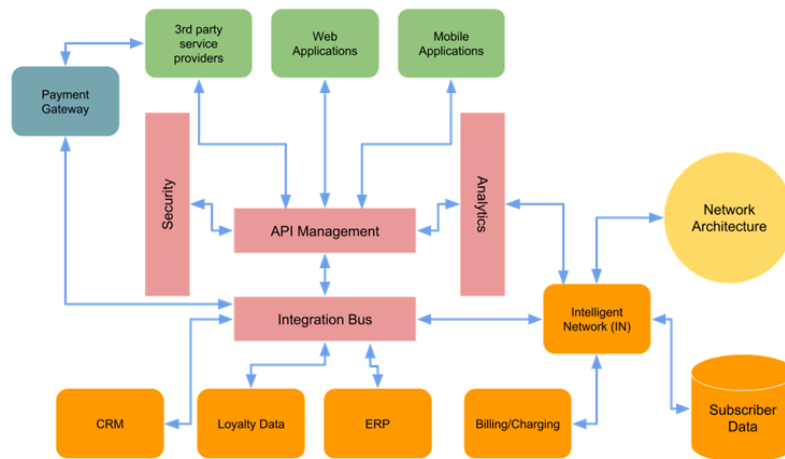 3rd party
service
providers
Web
Applications
Mobile
Applications
Payment
Gateway
Security
Analytics
API Management
Network
Architecture
Integration Bus
Intelligent
Network (IN)
CRM
Loyalty Data
ERP
Billing/Charging
Subscriber
Data